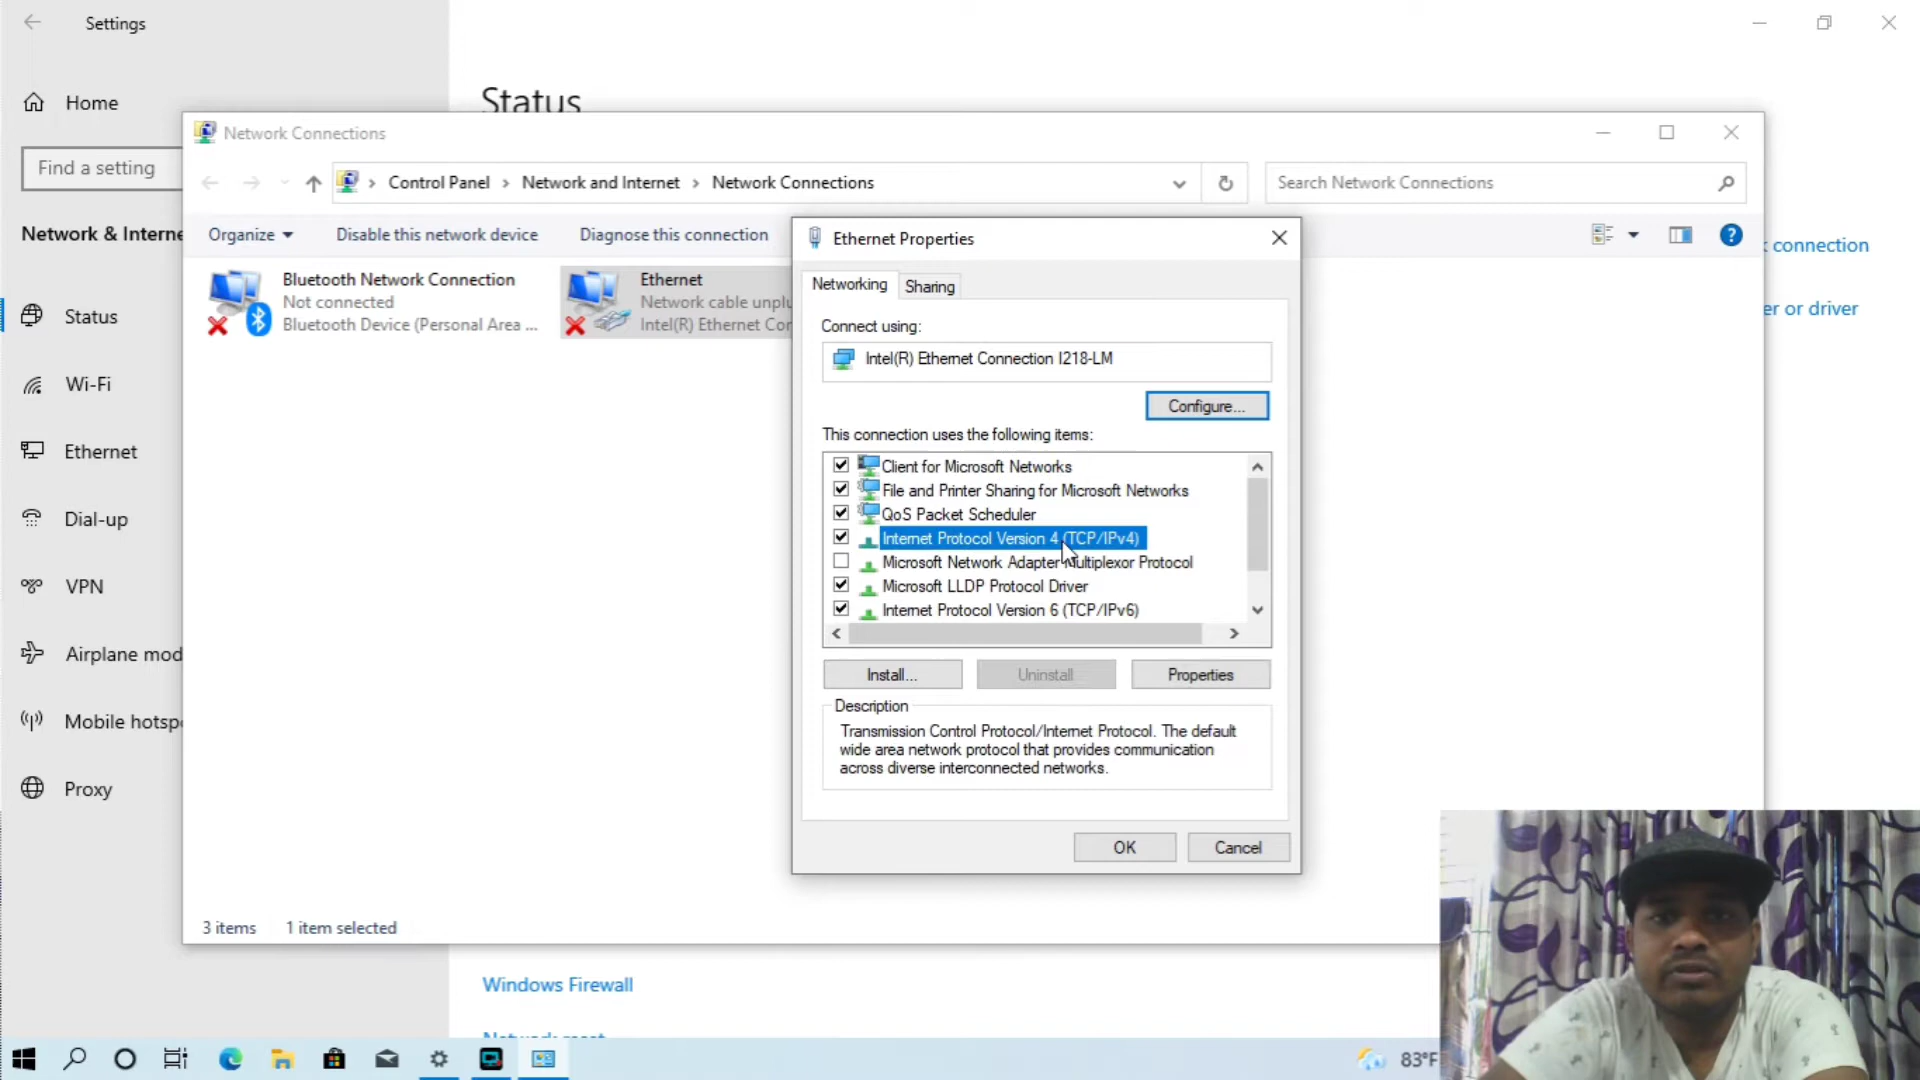 Settings
Home
Find a setting
Network & Interne
Status
Wi-Fi
Ethernet
Dial-up
VPN
Airplane mod
Mobile hotsp
Proxy
Status
Network Connections
Control Panel
Network and Internet
Network Connections
Search Network Connections
Organize
Disable this network device
Diagnose this connection
Bluetooth Network Connection
Not connected
Bluetooth Device (Personal Area ...
Ethernet
Network cable unplu
Intel(R) Ethernet Con
Ethernet Properties
Networking
Sharing
Connect using:
Intel(R) Ethernet Connection I218-LM
Configure...
This connection uses the following items:
Client for Microsoft Networks
File and Printer Sharing for Microsoft Networks
QoS Packet Scheduler
Internet Protocol Version 4 (TCP/IPv4)
Microsoft Network Adapter Multiplexor Protocol
Microsoft LLDP Protocol Driver
Internet Protocol Version 6 (TCP/IPv6)
Install...
Uninstall
Properties
Description
Transmission Control Protocol/Internet Protocol. The default
wide area network protocol that provides communication
across diverse interconnected networks.
OK
Cancel
connection
er or driver
3 items
1 item selected
Windows Firewall
Network reset
83°F